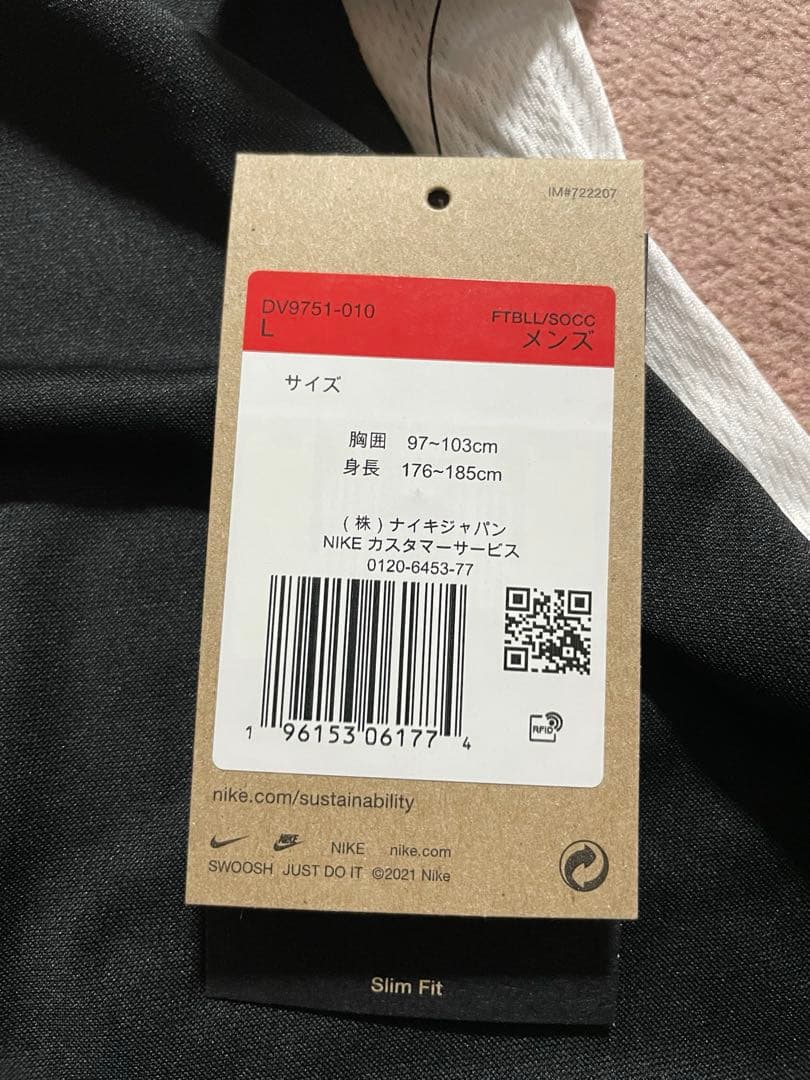 IM#722207
DV9751-010
L
FTBLL/SOCC
メンズ
サイズ
胸囲 97~103cm
身長 176~185cm
(株)ナイキジャパン
NIKE カスタマーサービス
0120-6453-77
1 96153 06177 4
RFID
nike.com/sustainability
NIKE NIKE nike.com
SWOOSH JUST DO IT ©2021 Nike
Slim Fit